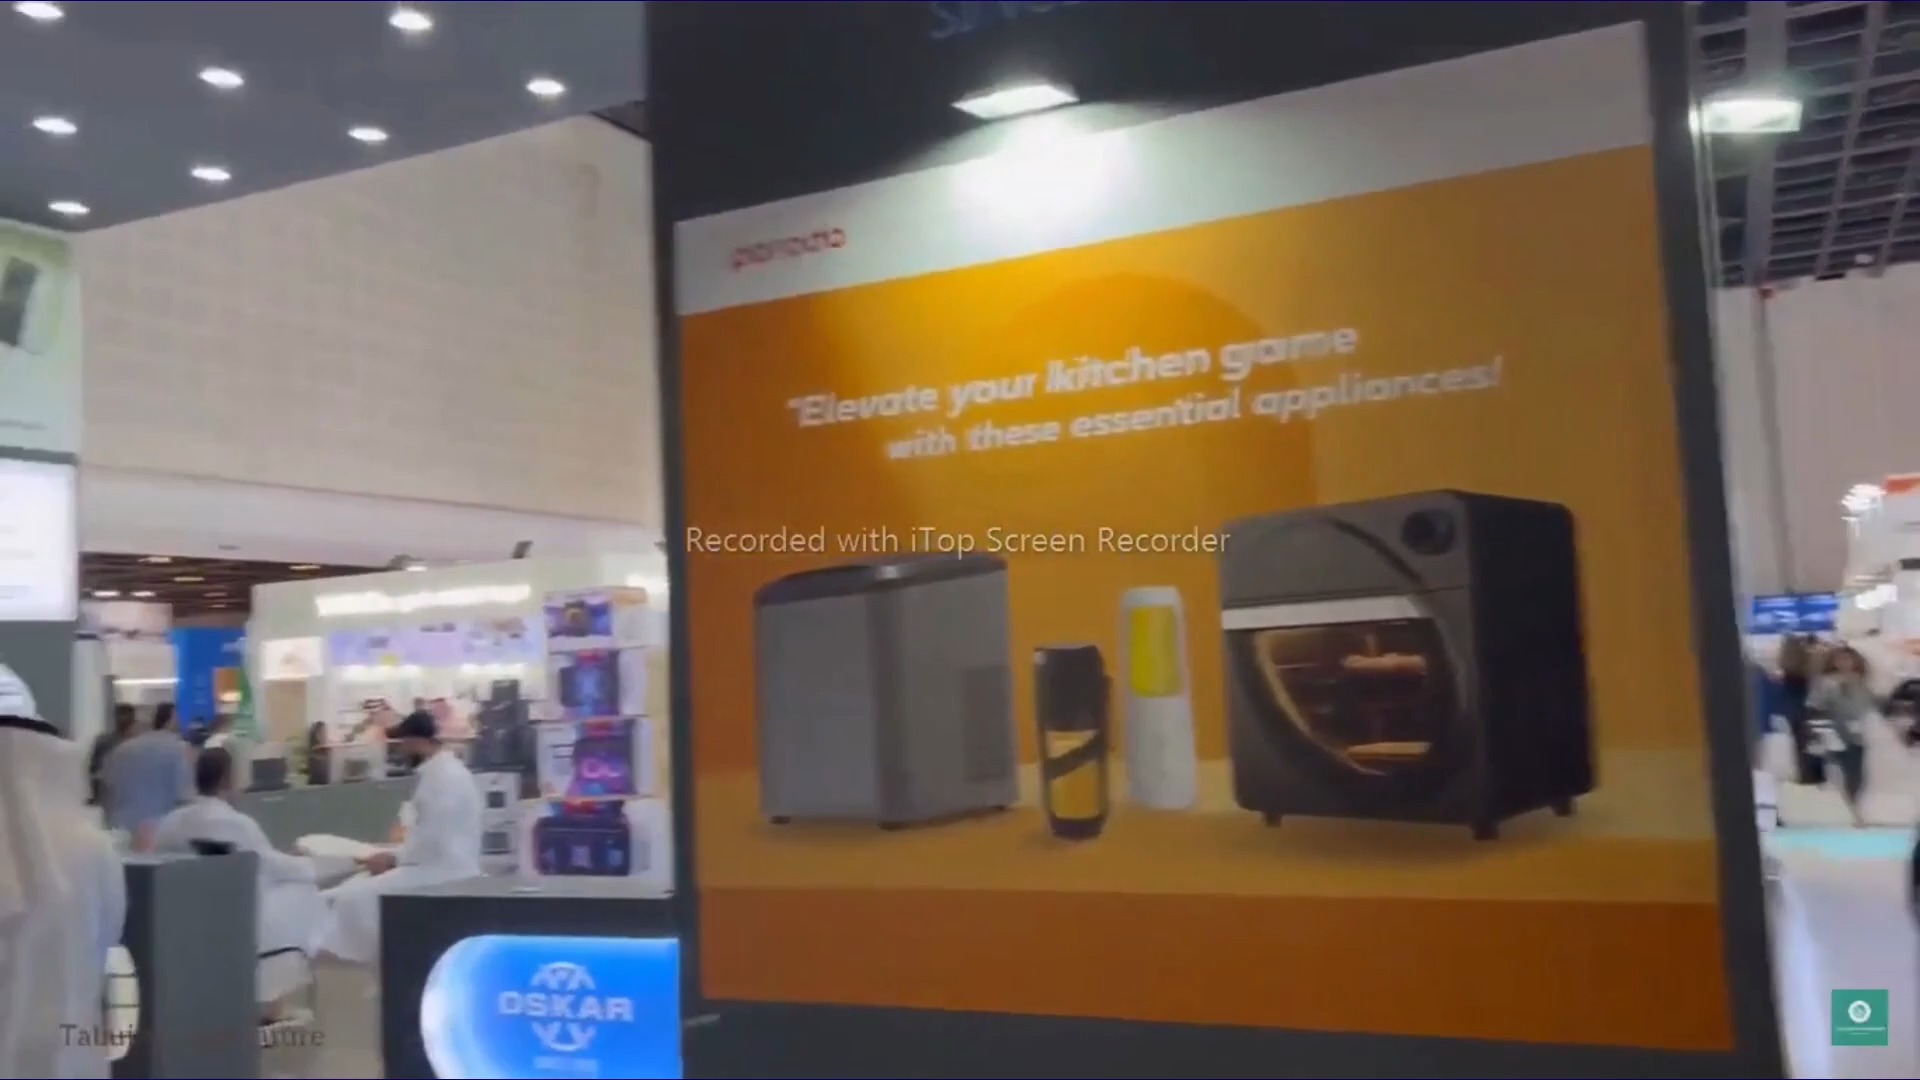 "Elevate your kitchen game
with these essential appliances!
Recorded with iTop Screen Recorder
OSKAR